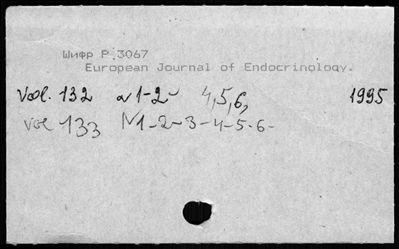 Шифр Р 3067
European Journal of Endocrinology.
Vol. 132 N 1-2- 4,5,6, 1995
vol 133 N1-2-3-4-5-6-